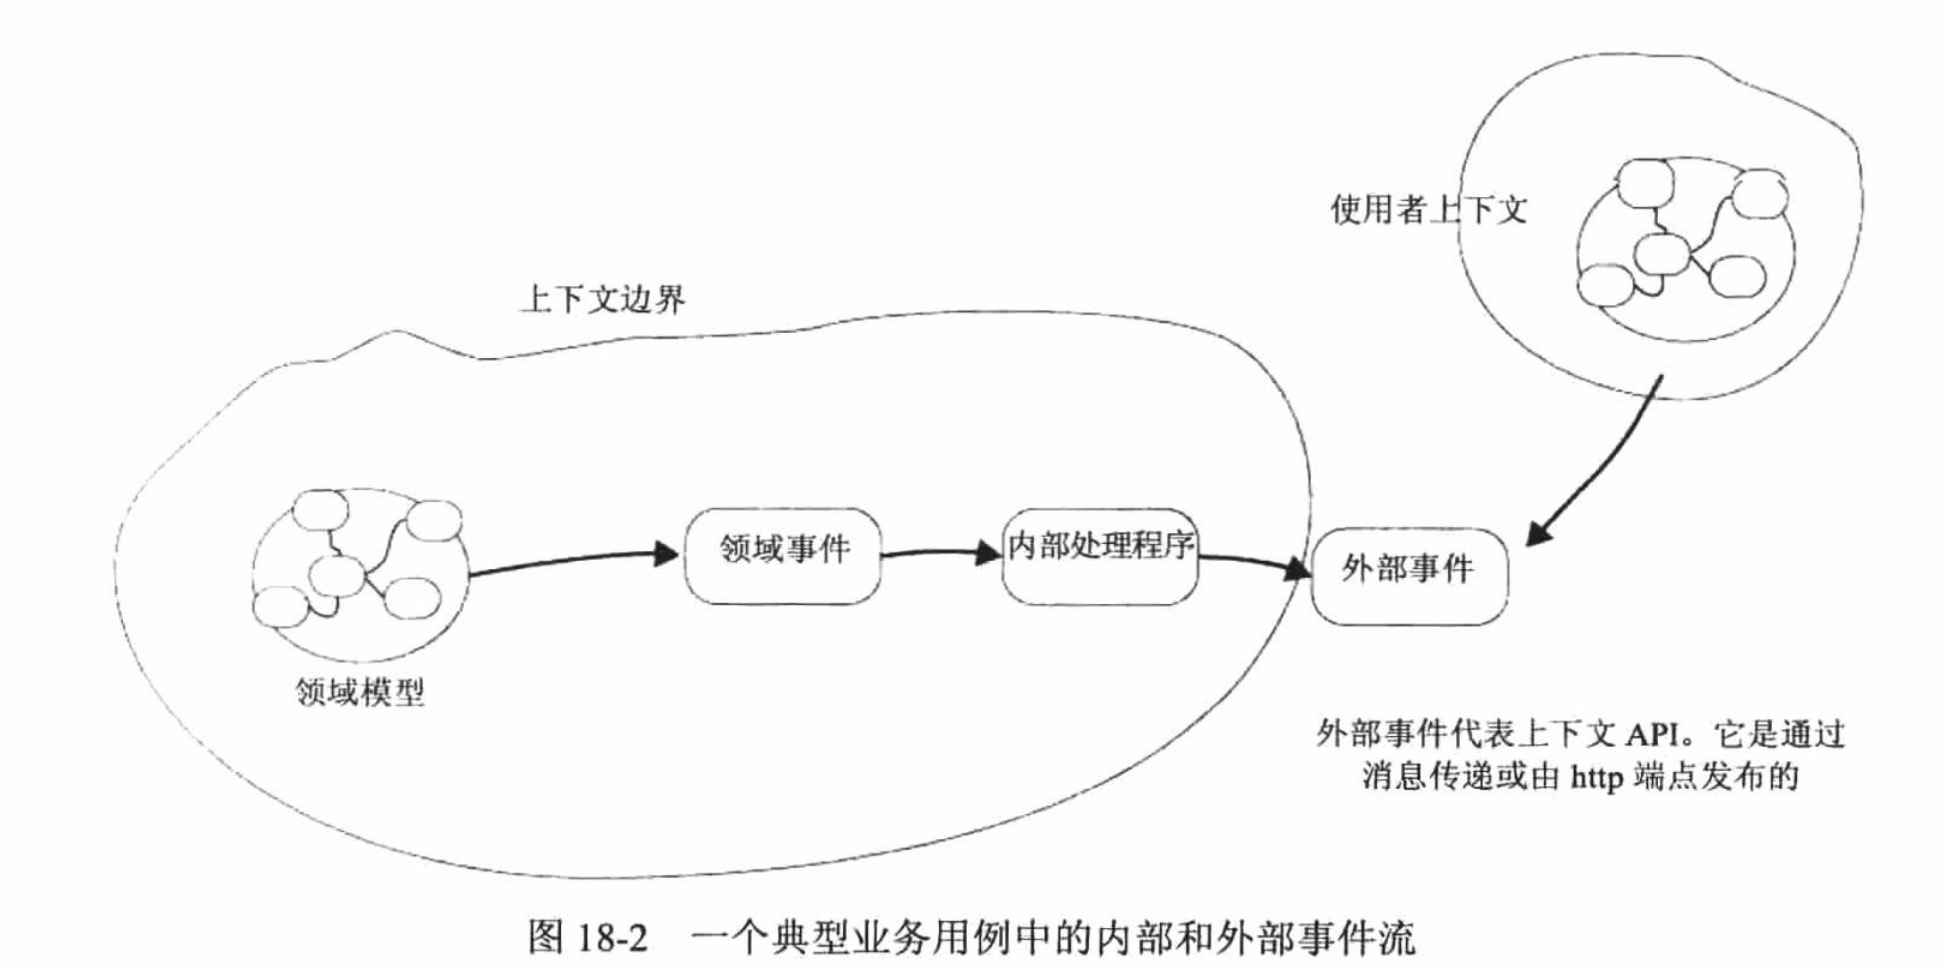 使用者上下文
上下文边界
领域事件
内部处理程序
外部事件
领域模型
外部事件代表上下文 API。它是通过
消息传递或由 http 端点发布的
图 18-2 一个典型业务用例中的内部和外部事件流